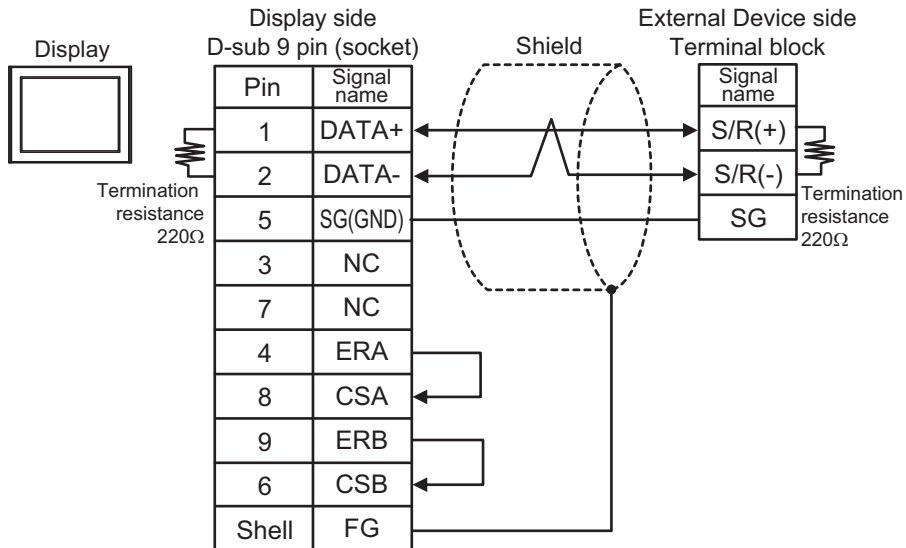 Display
Display side
D-sub 9 pin (socket)
Shield
External Device side
Terminal block
Pin
Signal
name
Signal
name
1
DATA+
S/R(+)
2
DATA-
S/R(-)
Termination
resistance
220Ω
Termination
resistance
220Ω
5
SG(GND)
SG
3
NC
7
NC
4
ERA
8
CSA
9
ERB
6
CSB
Shell
FG